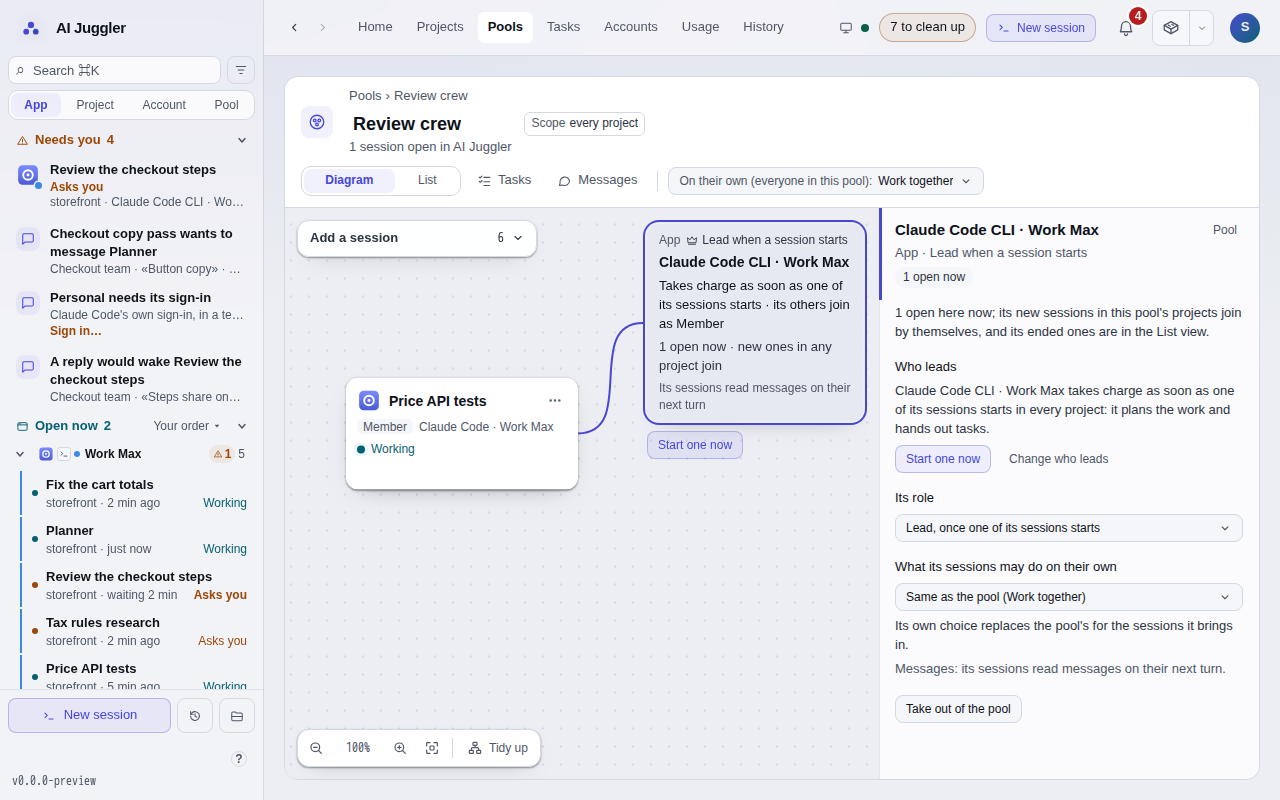 AI Juggler
Search ⌘K
App
Project
Account
Pool
Needs you 4
Review the checkout steps
Asks you
storefront · Claude Code CLI · Wo…
Checkout copy pass wants to
message Planner
Checkout team · «Button copy» · …
Personal needs its sign-in
Claude Code's own sign-in, in a te…
Sign in…
A reply would wake Review the
checkout steps
Checkout team · «Steps share on…
Open now 2
Your order
Work Max
1
5
Fix the cart totals
storefront · 2 min ago
Working
Planner
storefront · just now
Working
Review the checkout steps
storefront · waiting 2 min
Asks you
Tax rules research
storefront · 2 min ago
Asks you
Price API tests
storefront · 5 min ago
Working
New session
?
v0.0.0-preview
Home
Projects
Pools
Tasks
Accounts
Usage
History
7 to clean up
New session
4
S
Pools › Review crew
Review crew
Scope every project
1 session open in AI Juggler
Diagram
List
Tasks
Messages
On their own (everyone in this pool): Work together
Add a session
6
App
Lead when a session starts
Claude Code CLI · Work Max
Takes charge as soon as one of
its sessions starts · its others join
as Member
1 open now · new ones in any
project join
Its sessions read messages on their
next turn
Start one now
Price API tests
Member
Claude Code · Work Max
Working
100%
Tidy up
Claude Code CLI · Work Max
Pool
App · Lead when a session starts
1 open now
1 open here now; its new sessions in this pool's projects join
by themselves, and its ended ones are in the List view.
Who leads
Claude Code CLI · Work Max takes charge as soon as one
of its sessions starts in every project: it plans the work and
hands out tasks.
Start one now
Change who leads
Its role
Lead, once one of its sessions starts
What its sessions may do on their own
Same as the pool (Work together)
Its own choice replaces the pool's for the sessions it brings
in.
Messages: its sessions read messages on their next turn.
Take out of the pool